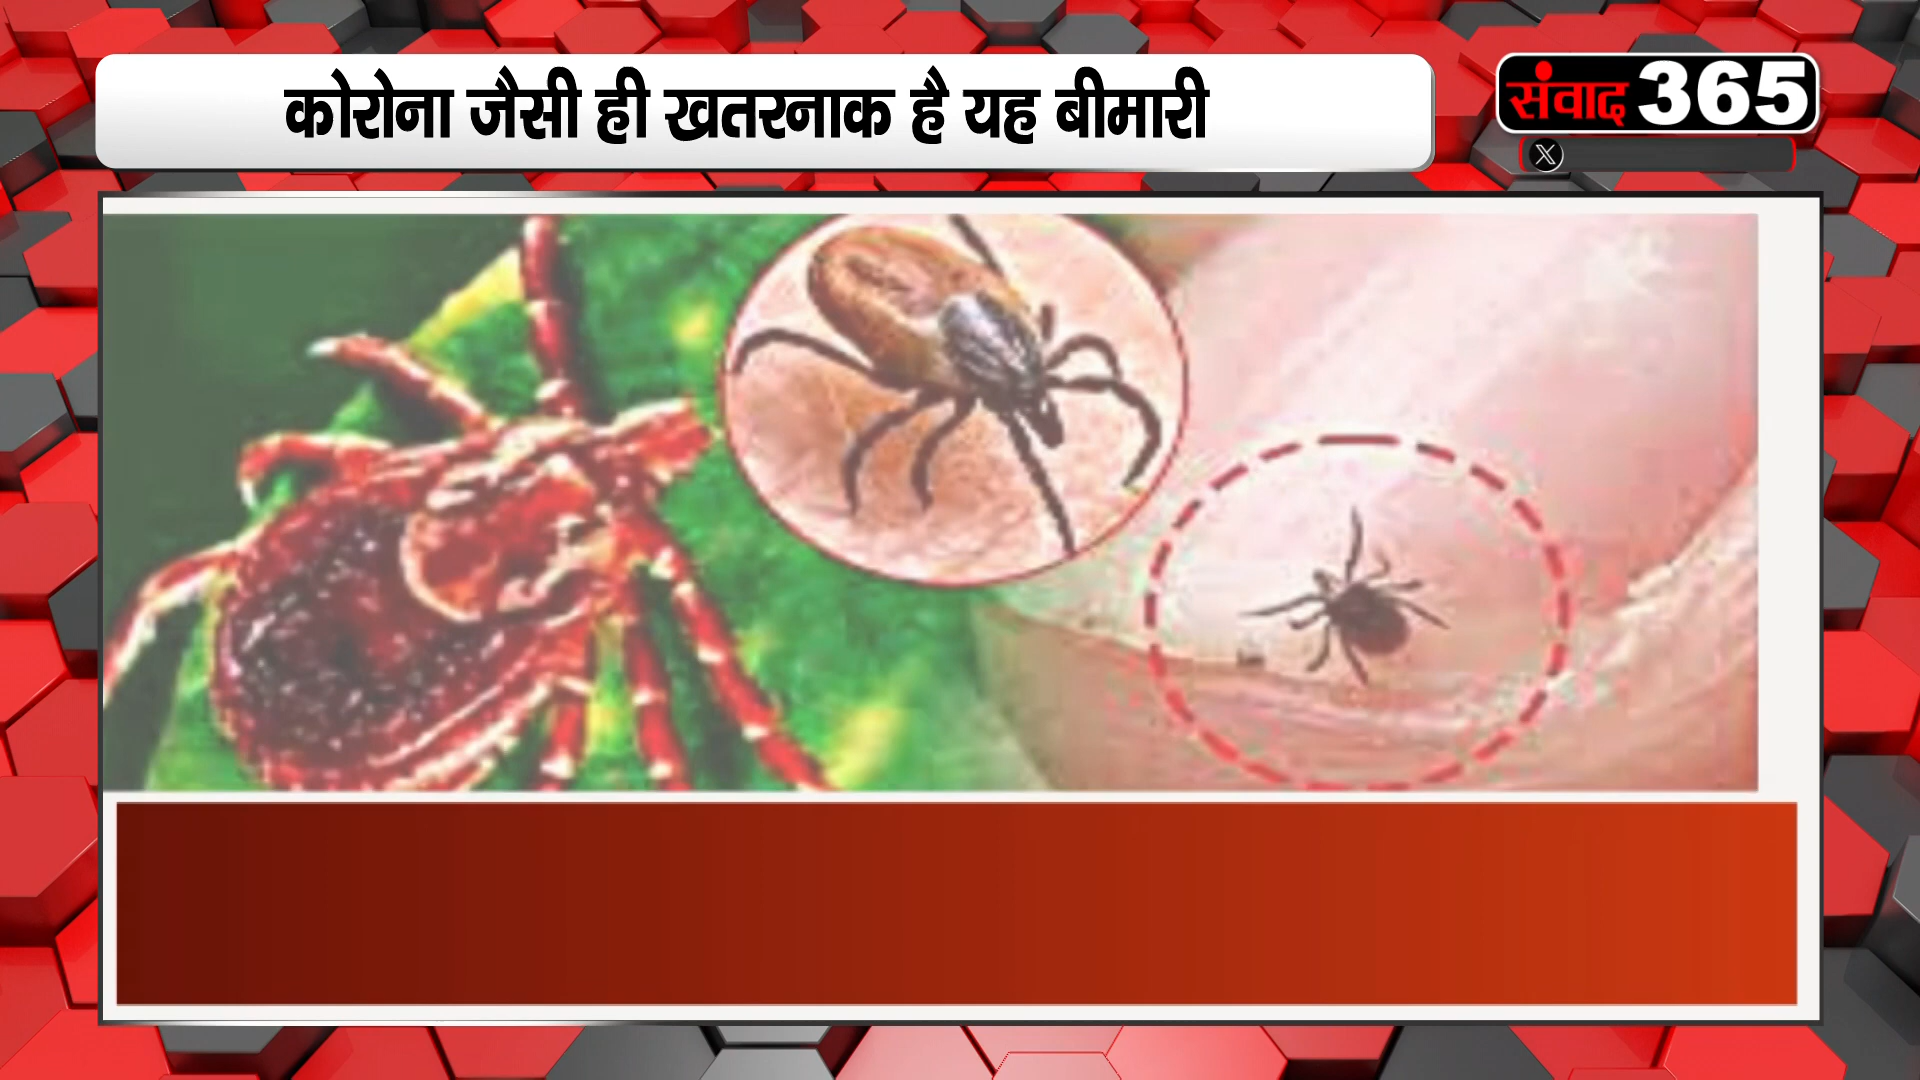 कोरोना जैसी ही खतरनाक है यह बीमारी
संवाद 365
X